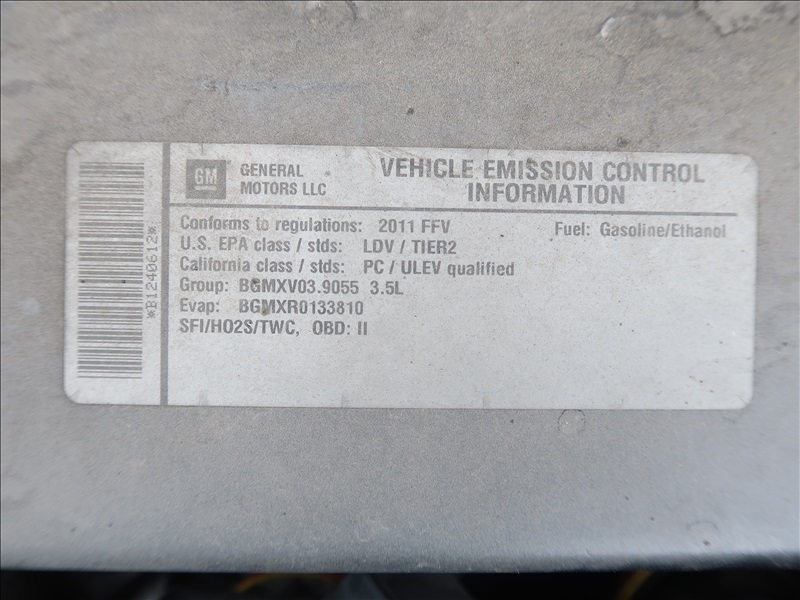 GM
GENERAL
MOTORS LLC
VEHICLE EMISSION CONTROL
INFORMATION
Conforms to regulations: 2011 FFV
Fuel: Gasoline/Ethanol
U.S. EPA class / stds: LDV / TIER2
California class / stds: PC / ULEV qualified
Group: BGMXV03.9055 3.5L
Evap: BGMXR0133810
SFI/HO2S/TWC, OBD: II
*B1240612*